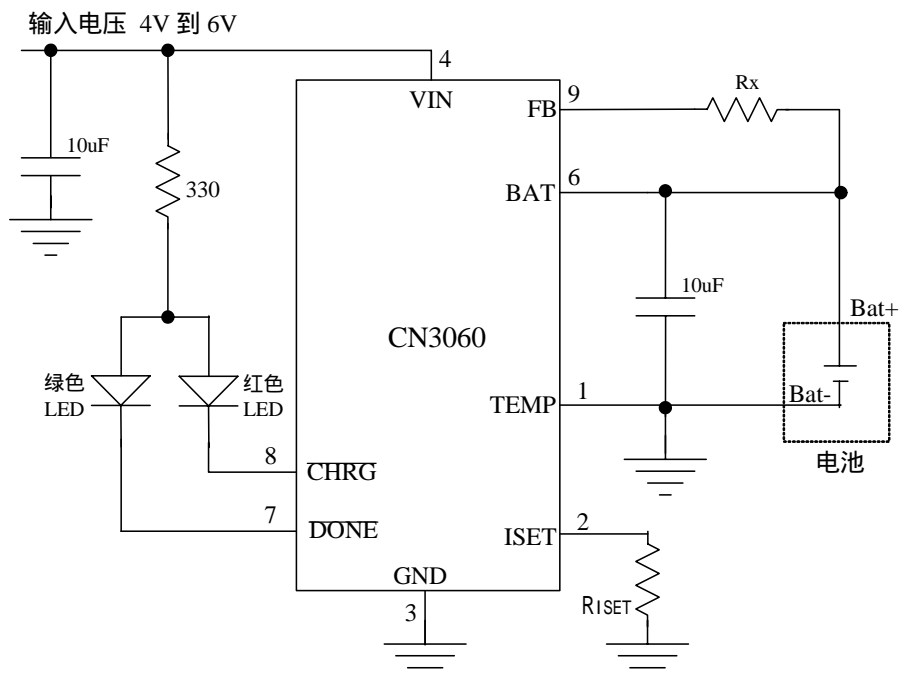 输入电压 4V 到 6V
4
VIN
FB
9
Rx
10uF
330
BAT
6
10uF
Bat+
CN3060
绿色
LED
红色
LED
TEMP
1
Bat-
电池
8
CHRG
7
DONE
ISET
2
GND
3
RISET